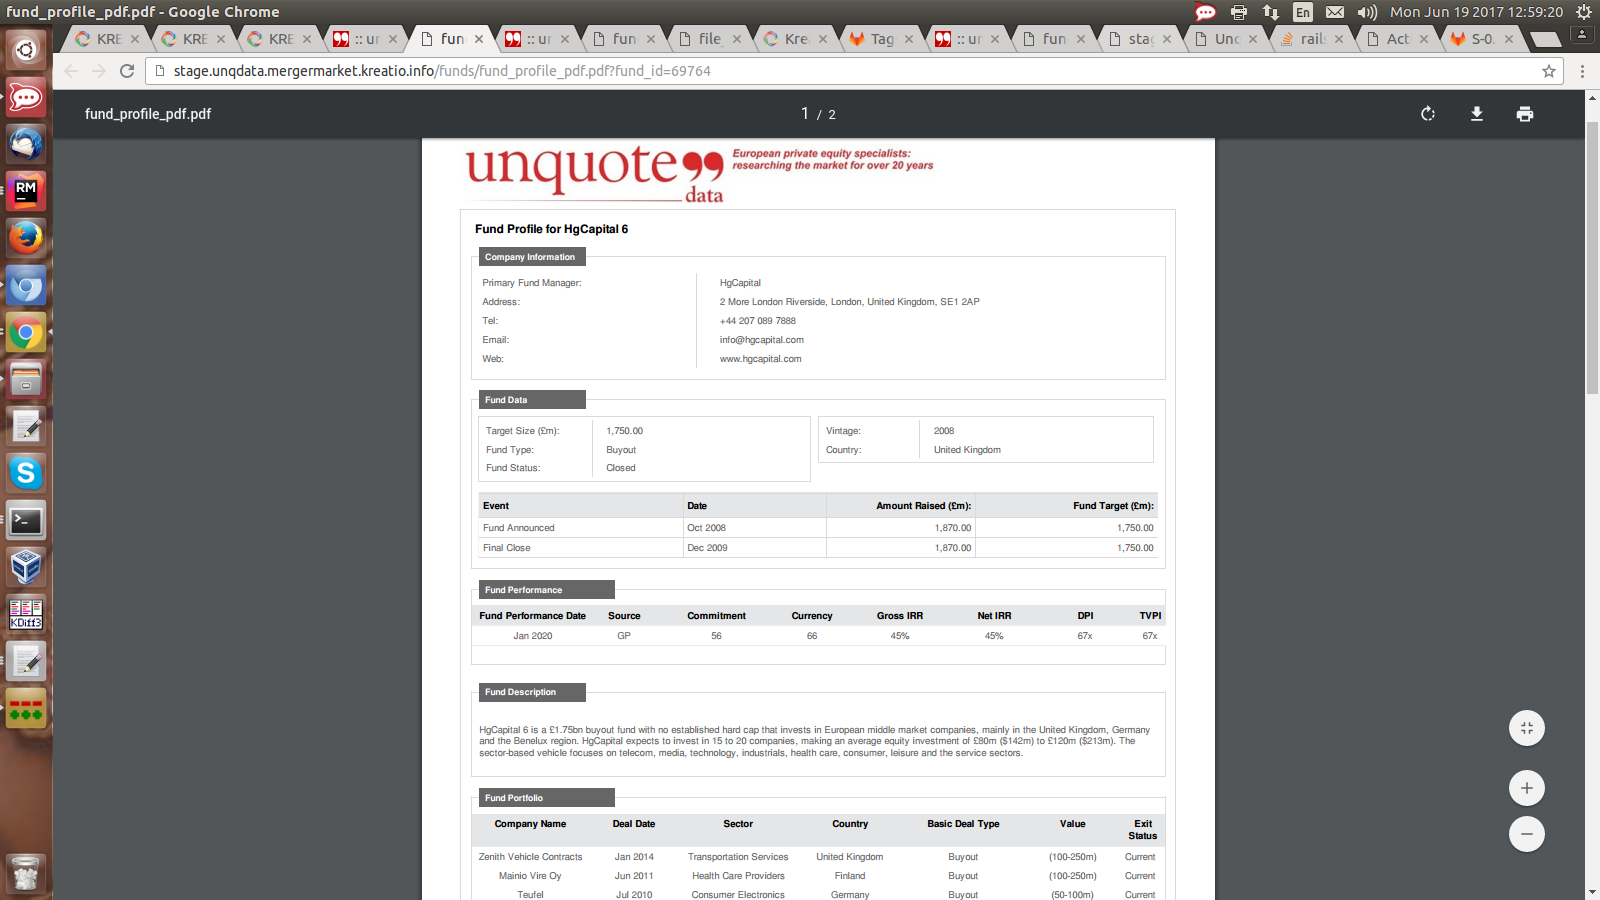 fund_profile_pdf.pdf - Google Chrome
En
Mon Jun 19 2017 12:59:20
KRE
KRE
KRE
:: ur
fun
:: ur
fun
file_
Kre
Tag
:: ur
fun
sta
Unc
rails
Acti
S-0.
stage.unqdata.mergermarket.kreatio.info/funds/fund_profile_pdf.pdf?fund_id=69764
fund_profile_pdf.pdf
1 / 2
unquote
data
European private equity specialists:
researching the market for over 20 years
Fund Profile for HgCapital 6
Company Information
Primary Fund Manager: HgCapital
Address: 2 More London Riverside, London, United Kingdom, SE1 2AP
Tel: +44 207 089 7888
Email: info@hgcapital.com
Web: www.hgcapital.com
Fund Data
Target Size (£m): 1,750.00 Vintage: 2008
Fund Type: Buyout Country: United Kingdom
Fund Status: Closed
Event Date Amount Raised (£m): Fund Target (£m):
Fund Announced Oct 2008 1,870.00 1,750.00
Final Close Dec 2009 1,870.00 1,750.00
Fund Performance
Fund Performance Date Source Commitment Currency Gross IRR Net IRR DPI TVPI
Jan 2020 GP 56 66 45% 45% 67x 67x
Fund Description
HgCapital 6 is a £1.75bn buyout fund with no established hard cap that invests in European middle market companies, mainly in the United Kingdom, Germany
and the Benelux region. HgCapital expects to invest in 15 to 20 companies, making an average equity investment of £80m ($142m) to £120m ($213m). The
sector-based vehicle focuses on telecom, media, technology, industrials, health care, consumer, leisure and the service sectors.
Fund Portfolio
Company Name Deal Date Sector Country Basic Deal Type Value Exit Status
Zenith Vehicle Contracts Jan 2014 Transportation Services United Kingdom Buyout (100-250m) Current
Mainio Vire Oy Jun 2011 Health Care Providers Finland Buyout (100-250m) Current
Teufel Jul 2010 Consumer Electronics Germany Buyout (50-100m) Current
RM
KDiff3